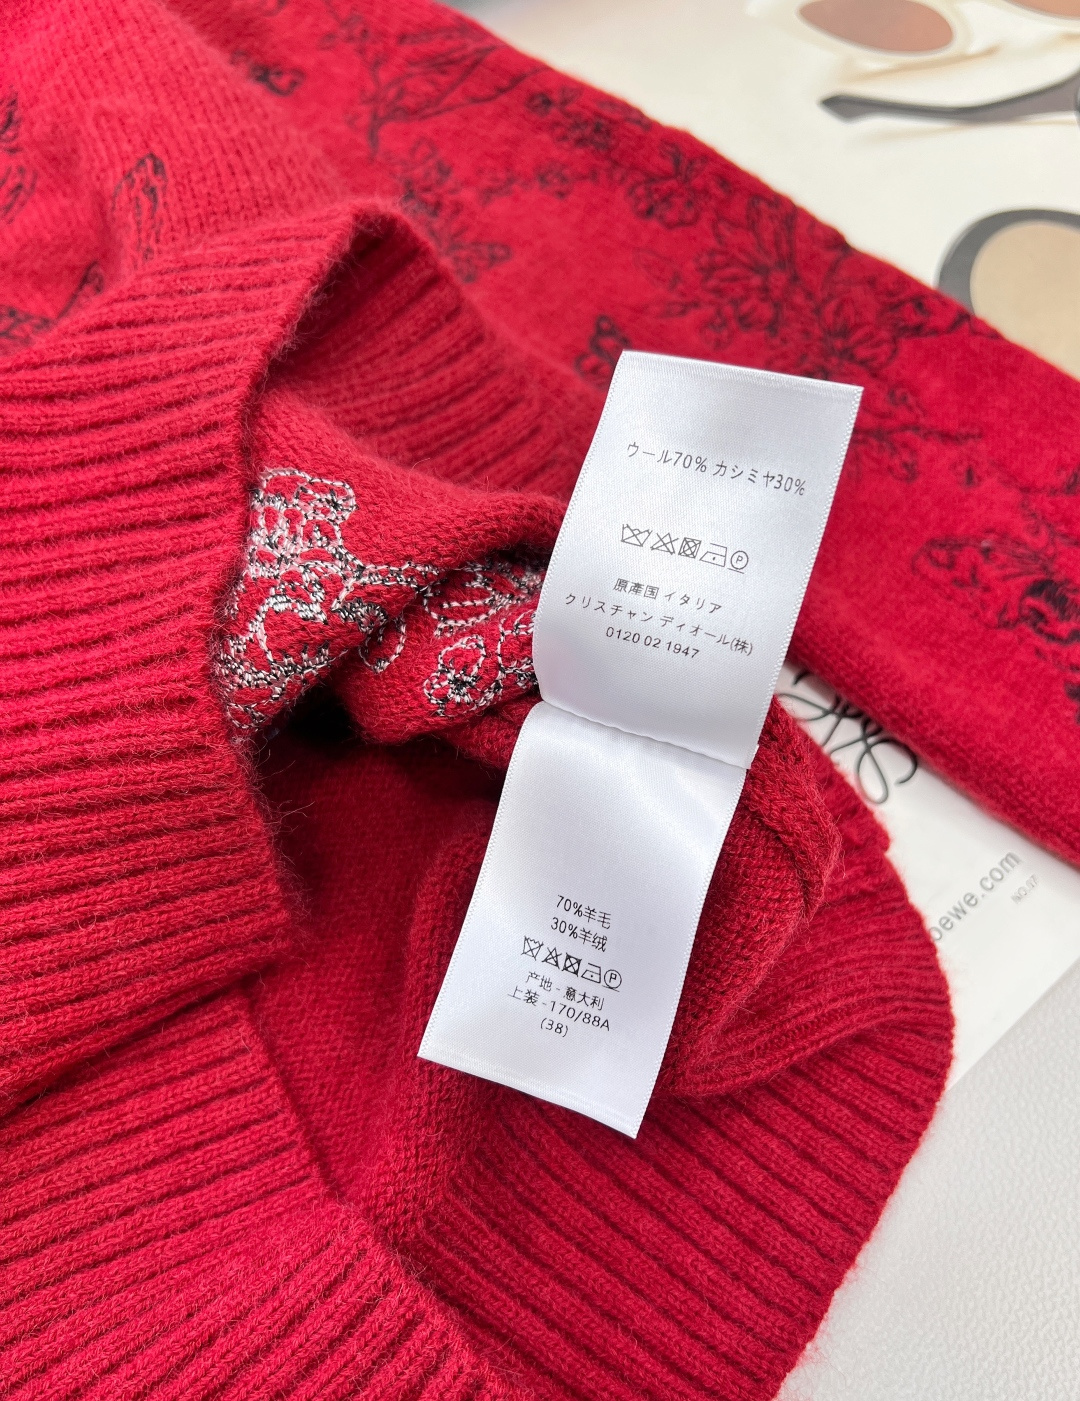 ウール70% カシミヤ30%
P
原産国 イタリア
クリスチャン ディオール(株)
0120 02 1947
70%羊毛
30%羊绒
P
产地 - 意大利
上装 -170/88A
(38)
ewe.com